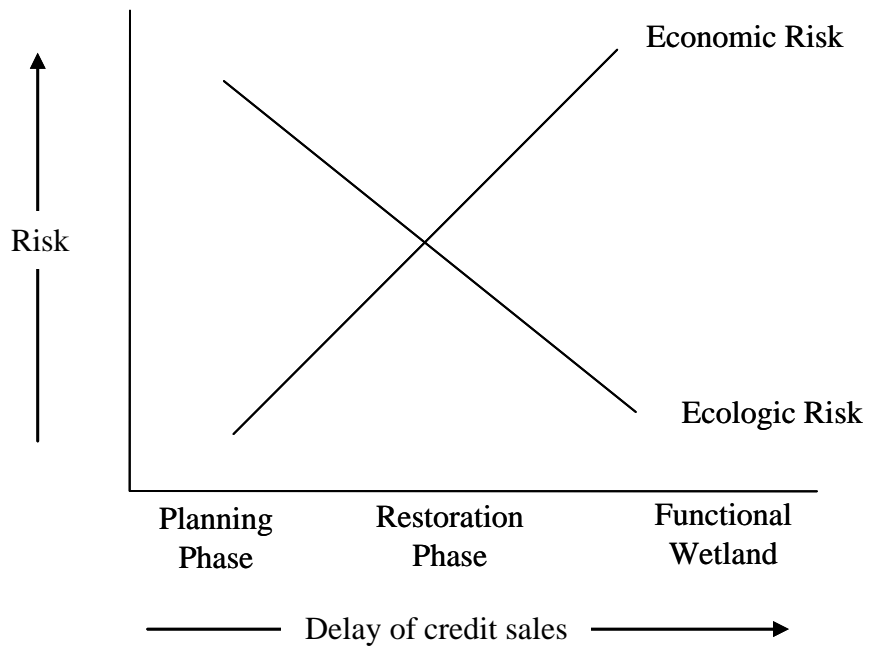 Economic Risk
Risk
Ecologic Risk
Planning
Phase
Restoration
Phase
Functional
Wetland
Delay of credit sales